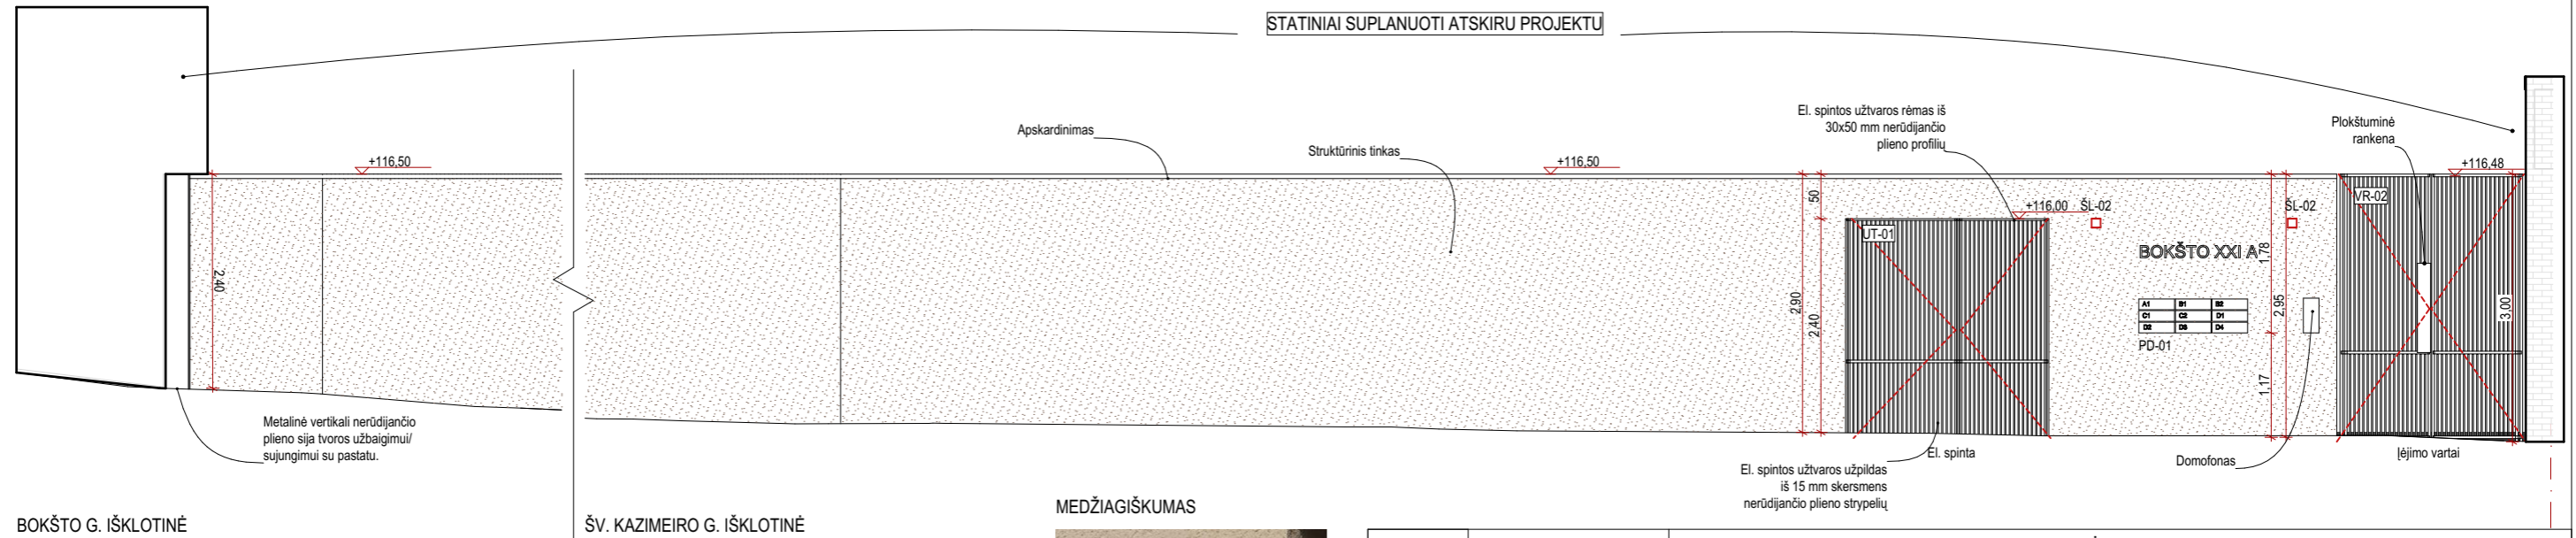 STATINIAI SUPLANUOTI ATSKIRU PROJEKTU
El. spintos užtvaros rėmas iš
30x50 mm nerūdijančio
plieno profilių
Apskardinimas
Struktūrinis tinkas
Plokštuminė
rankena
+116,50
+116,50
+116,48
+116,00
ŠL-02
ŠL-02
VR-02
UT-01
50
2,40
2,90
2,40
BOKŠTO XXI A
1,78
2,95
3,00
1,17
A1 B1 B2
C1 C2 D1
D2 D3 D4
PD-01
Metalinė vertikali nerūdijančio
plieno sija tvoros užbaigimui/
sujungimui su pastatu.
El. spintos užtvaros užpildas
iš 15 mm skersmens
nerūdijančio plieno strypelių
El. spinta
Domofonas
Įėjimo vartai
BOKŠTO G. IŠKLOTINĖ
ŠV. KAZIMEIRO G. IŠKLOTINĖ
MEDŽIAGIŠKUMAS